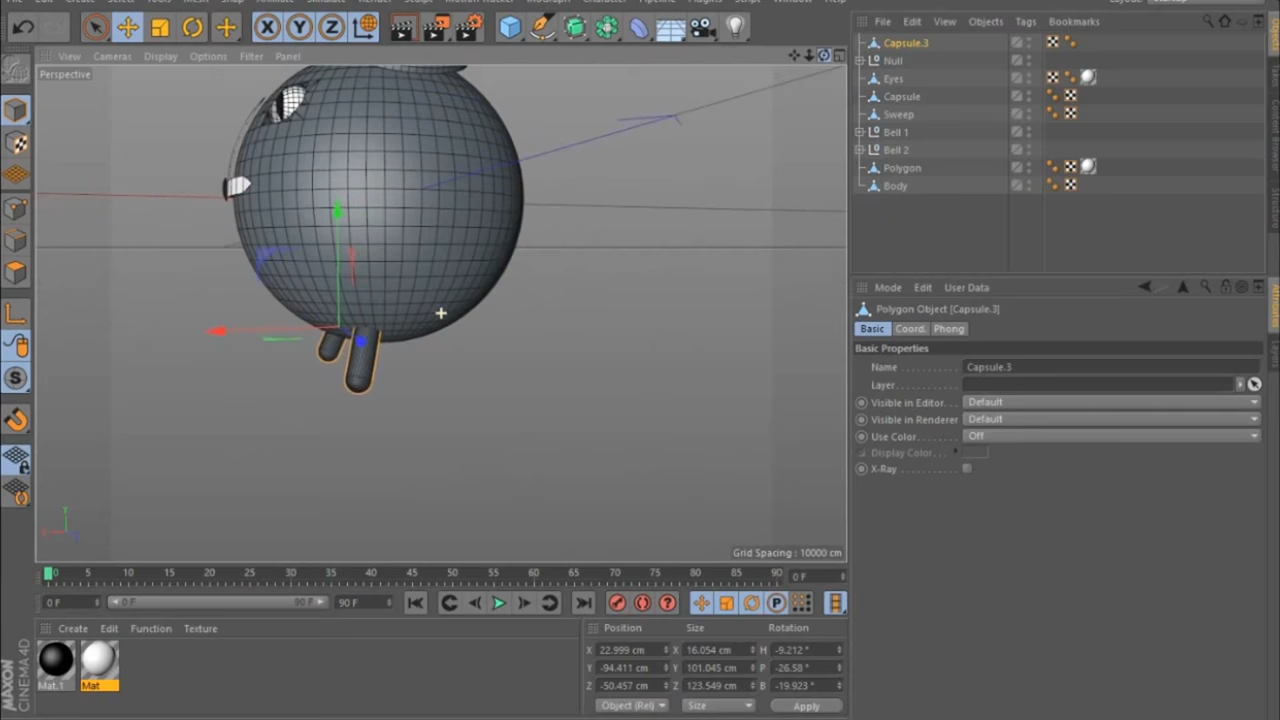 View Cameras Display Options Filter Panel
Perspective
Grid Spacing : 10000 cm
0 5 10 15 20 25 30 35 40 45 50 55 60 65 70 75 80 85 90 0 F
0 F 0 F 90 F 90 F
Create Edit Function Texture
Mat.1 Mat
MAXON CINEMA4D
Position Size Rotation
X 22.999 cm X 16.054 cm H -9.212 °
Y -94.411 cm Y 101.045 cm P -26.58 °
Z -50.457 cm Z 123.549 cm B -19.923 °
Object (Rel) Size Apply
File Edit View Objects Tags Bookmarks
Capsule.3
Null
Eyes
Capsule
Sweep
Bell 1
Bell 2
Polygon
Body
Mode Edit User Data
Polygon Object [Capsule.3]
Basic Coord. Phong
Basic Properties
Name Capsule.3
Layer
Visible in Editor Default
Visible in Renderer Default
Use Color Off
Display Color
X-Ray